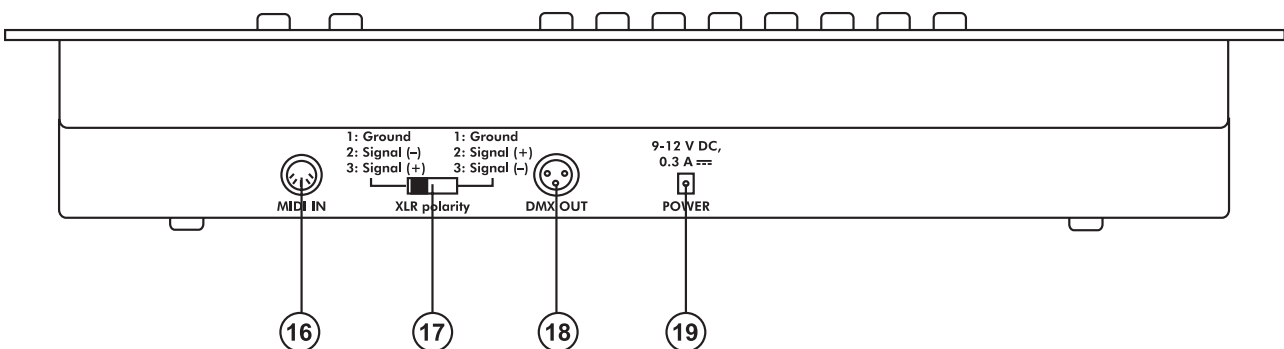 1: Ground
2: Signal (–)
3: Signal (+)
1: Ground
2: Signal (+)
3: Signal (–)
9-12 V DC,
0.3 A ⎓
MIDI IN
XLR polarity
DMX OUT
POWER
16
17
18
19